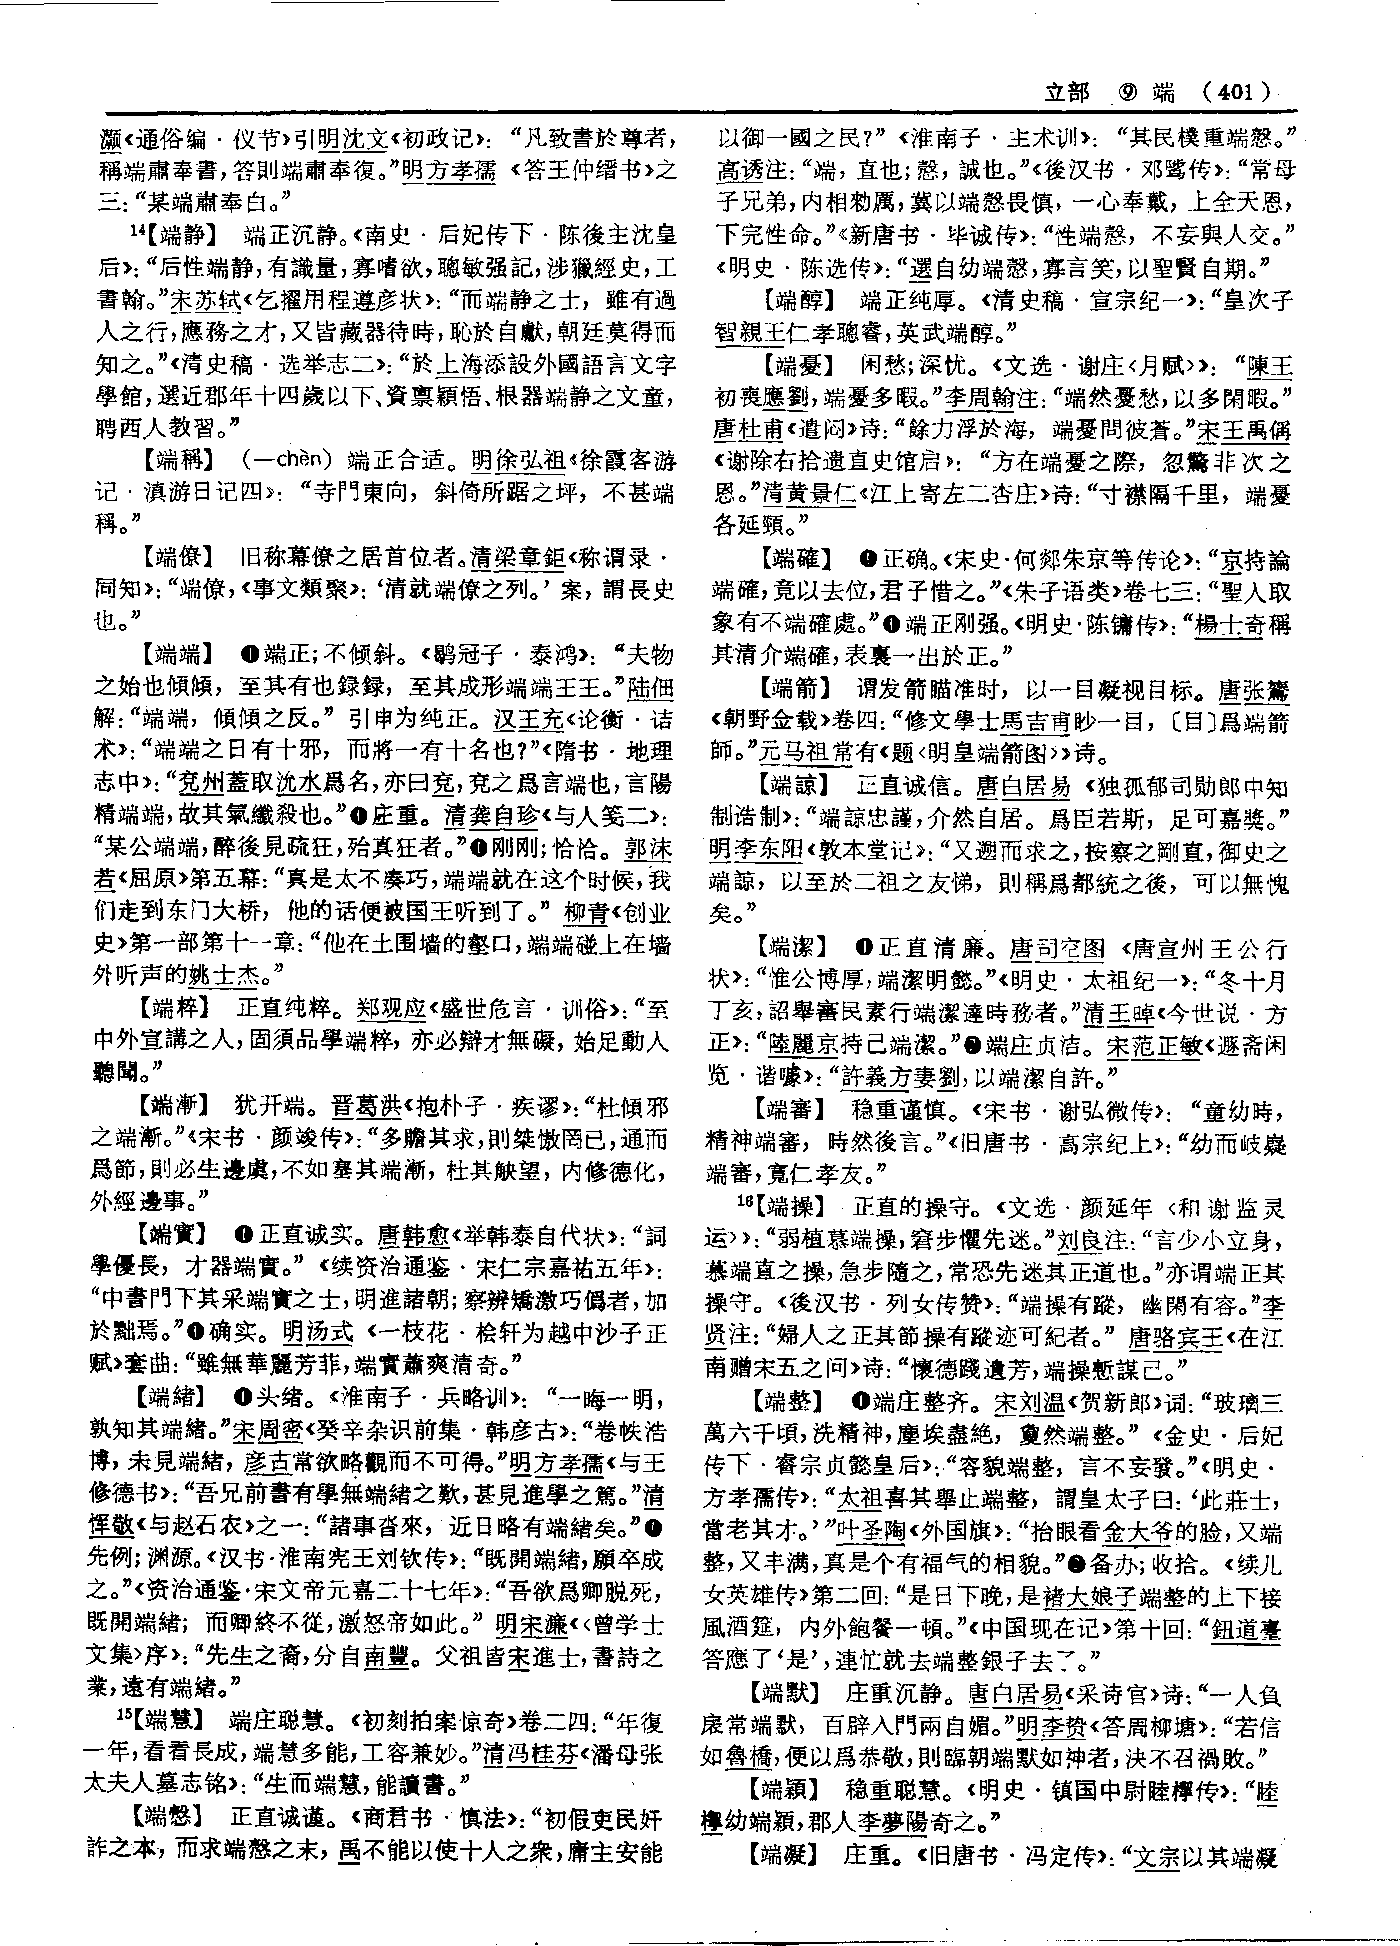 立部 ⑨ 端 (401)
灏《通俗编·仪节》引明沈文《初政记》：“凡致書於尊者，
稱端肅奉書，答則端肅奉復。”明方孝孺《答王仲缙书》之
三：“某端肅奉白。”
14【端静】 端正沉静。《南史·后妃传下·陈後主沈皇
后》：“后性端静，有識量，寡嗜欲，聰敏强記，涉獵經史，工
書翰。”宋苏轼《乞擢用程遵彦状》：“而端静之士，雖有過
人之行，應務之才，又皆藏器待時，恥於自獻，朝廷莫得而
知之。”《清史稿·选举志二》：“於上海添設外國語言文字
學館，選近郡年十四歲以下、資禀穎悟、根器端静之文童，
聘西人教習。”
【端稱】 （—chèn）端正合适。明徐弘祖《徐霞客游
记·滇游日记四》：“寺門東向，斜倚所踞之坪，不甚端
稱。”
【端僚】 旧称幕僚之居首位者。清梁章鉅《称谓录·
同知》：“端僚，《事文類聚》：‘清就端僚之列。’案，謂長史
也。”
【端端】 ❶端正；不倾斜。《鹖冠子·泰鸿》：“夫物
之始也傾傾，至其有也録録，至其成形端端王王。”陆佃
解：“端端，傾傾之反。”引申为纯正。汉王充《论衡·诘
术》：“端端之日有十邪，而將一有十名也？”《隋书·地理
志中》：“兖州蓋取沇水爲名，亦曰兖，兖之爲言端也，言陽
精端端，故其氣纖殺也。”❶庄重。清龚自珍《与人笺二》：
“某公端端，醉後見疏狂，殆真狂者。”❶刚刚；恰恰。郭沫
若《屈原》第五幕：“真是太不凑巧，端端就在这个时候，我
们走到东门大桥，他的话便被国王听到了。”柳青《创业
史》第一部第十一章：“他在土围墙的壑口，端端碰上在墙
外听声的姚士杰。”
【端粹】 正直纯粹。郑观应《盛世危言·训俗》：“至
中外宣講之人，固須品學端粹，亦必辯才無礙，始足動人
聽聞。”
【端漸】 犹开端。晋葛洪《抱朴子·疾谬》：“杜傾邪
之端漸。”《宋书·颜竣传》：“多贍其求，則桀慠罔已，通而
爲節，則必生邊虞，不如塞其端漸，杜其觖望，内修德化，
外經邊事。”
【端實】 ❶正直诚实。唐韩愈《举韩泰自代状》：“詞
學優長，才器端實。”《续资治通鉴·宋仁宗嘉祐五年》：
“中書門下其采端實之士，明進諸朝；察辨矯激巧僞者，加
於黜焉。”❶确实。明汤式《一枝花·桧轩为越中沙子正
赋》套曲：“雖無華麗芳菲，端實蕭爽清奇。”
【端緒】 ❶头绪。《淮南子·兵略训》：“一晦一明，
孰知其端緒。”宋周密《癸辛杂识前集·韩彦古》：“卷帙浩
博，未見端緒，彦古常欲略觀而不可得。”明方孝孺《与王
修德书》：“吾兄前書有學無端緒之歎，甚見進學之篤。”清
恽敬《与赵石农》之一：“諸事沓來，近日略有端緒矣。”❶
先例；渊源。《汉书·淮南宪王刘钦传》：“既開端緒，願卒成
之。”《资治通鉴·宋文帝元嘉二十七年》：“吾欲爲卿脱死，
既開端緒；而卿終不從，激怒帝如此。”明宋濂《〈曾学士
文集〉序》：“先生之裔，分自南豐。父祖皆宋進士，書詩之
業，遠有端緒。”
15【端慧】 端庄聪慧。《初刻拍案惊奇》卷二四：“年復
一年，看看長成，端慧多能，工容兼妙。”清冯桂芬《潘母张
太夫人墓志铭》：“生而端慧，能讀書。”
【端慤】 正直诚谨。《商君书·慎法》：“初假吏民奸
詐之本，而求端慤之末，禹不能以使十人之衆，庸主安能
以御一國之民？”《淮南子·主术训》：“其民樸重端慤。”
高诱注：“端，直也；慤，誠也。”《後汉书·邓骘传》：“常母
子兄弟，内相勑厲，冀以端慤畏慎，一心奉戴，上全天恩，
下完性命。”《新唐书·毕诚传》：“性端慤，不妄與人交。”
《明史·陈选传》：“選自幼端慤，寡言笑，以聖賢自期。”
【端醇】 端正纯厚。《清史稿·宣宗纪一》：“皇次子
智親王仁孝聰睿，英武端醇。”
【端憂】 闲愁；深忧。《文选·谢庄〈月赋〉》：“陳王
初喪應劉，端憂多暇。”李周翰注：“端然憂愁，以多閑暇。”
唐杜甫《遣闷》诗：“餘力浮於海，端憂問彼蒼。”宋王禹偁
《谢除右拾遗直史馆启》：“方在端憂之際，忽驚非次之
恩。”清黄景仁《江上寄左二杏庄》诗：“寸襟隔千里，端憂
各延頸。”
【端確】 ❶正确。《宋史·何郯朱京等传论》：“京持論
端確，竟以去位，君子惜之。”《朱子语类》卷七三：“聖人取
象有不端確處。”❶端正刚强。《明史·陈镛传》：“楊士奇稱
其清介端確，表裏一出於正。”
【端箭】 谓发箭瞄准时，以一目凝视目标。唐张鷟
《朝野佥载》卷四：“修文學士馬吉甫眇一目，〔目〕爲端箭
師。”元马祖常有《题〈明皇端箭图〉》诗。
【端諒】 正直诚信。唐白居易《独孤郁司勋郎中知
制诰制》：“端諒忠謹，介然自居。爲臣若斯，足可嘉獎。”
明李东阳《敩本堂记》：“又遡而求之，按察之剛直，御史之
端諒，以至於二祖之友悌，則稱爲都統之後，可以無愧
矣。”
【端潔】 ❶正直清廉。唐司空图《唐宣州王公行
状》：“惟公博厚，端潔明懿。”《明史·太祖纪一》：“冬十月
丁亥，詔舉審民素行端潔達時務者。”清王晫《今世说·方
正》：“陸麗京持己端潔。”❷端庄贞洁。宋范正敏《遯斋闲
览·谐噱》：“許義方妻劉，以端潔自許。”
【端審】 稳重谨慎。《宋书·谢弘微传》：“童幼時，
精神端審，時然後言。”《旧唐书·高宗纪上》：“幼而岐嶷
端審，寬仁孝友。”
16【端操】 正直的操守。《文选·颜延年〈和谢监灵
运〉》：“弱植慕端操，窘步懼先迷。”刘良注：“言少小立身，
慕端直之操，急步隨之，常恐先迷其正道也。”亦谓端正其
操守。《後汉书·列女传赞》：“端操有蹤，幽閑有容。”李
贤注：“婦人之正其節操有蹤迹可紀者。”唐骆宾王《在江
南赠宋五之问》诗：“懷德踐遺芳，端操慙謀己。”
【端整】 ❶端庄整齐。宋刘温《贺新郎》词：“玻璃三
萬六千頃，洗精神，塵埃盡絶，敻然端整。”《金史·后妃
传下·睿宗贞懿皇后》：“容貌端整，言不妄發。”《明史·
方孝孺传》：“太祖喜其舉止端整，謂皇太子曰：‘此莊士，
當老其才。’”叶圣陶《外国旗》：“抬眼看金大爷的脸，又端
整，又丰满，真是个有福气的相貌。”❷备办；收拾。《续儿
女英雄传》第二回：“是日下晚，是褚大娘子端整的上下接
風酒筵，内外飽餐一頓。”《中国现在记》第十回：“鈕道臺
答應了‘是’，連忙就去端整銀子去了。”
【端默】 庄重沉静。唐白居易《采诗官》诗：“一人負
扆常端默，百辟入門兩自媚。”明李贽《答周柳塘》：“若信
如魯橋，便以爲恭敬，則臨朝端默如神者，决不召禍敗。”
【端穎】 稳重聪慧。《明史·镇国中尉睦㮮传》：“睦
㮮幼端穎，郡人李夢陽奇之。”
【端凝】 庄重。《旧唐书·冯定传》：“文宗以其端凝